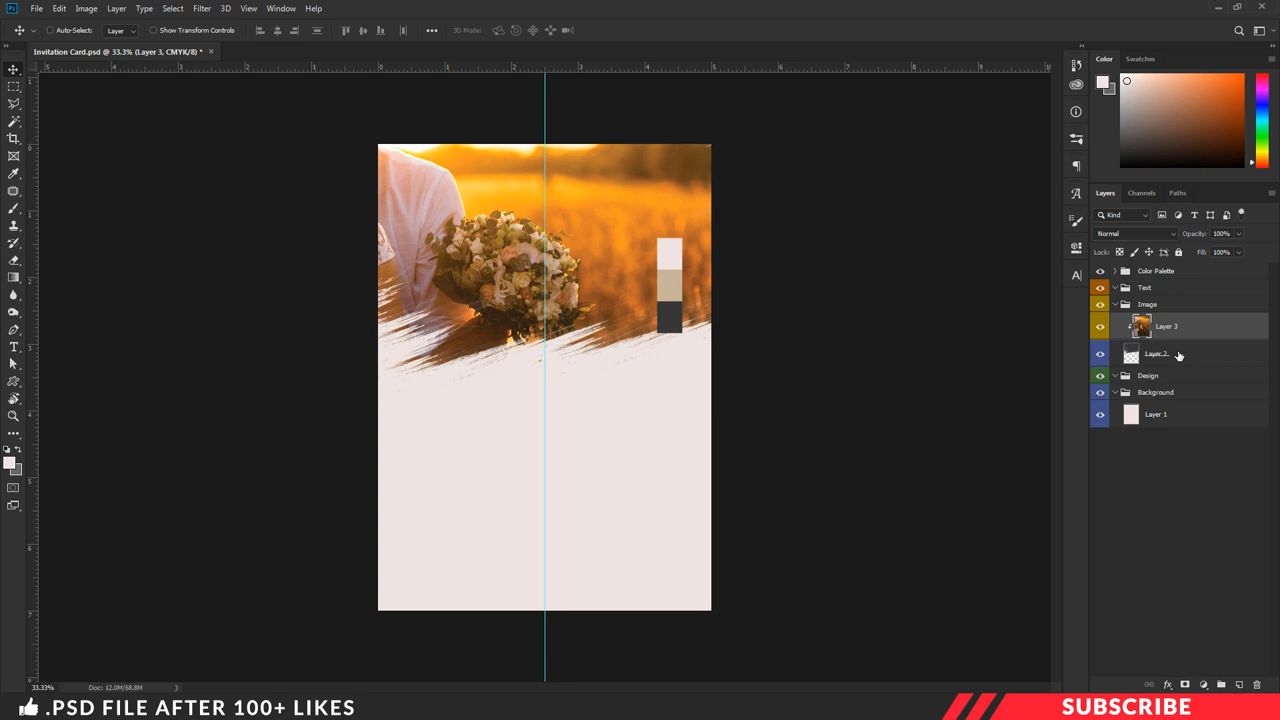 Ps File Edit Image Layer Type Select Filter 3D View Window Help
Auto-Select: Layer Show Transform Controls 3D Mode:
Invitation Card.psd @ 33.3% (Layer 3, CMYK/8) *
Color Swatches
Layers Channels Paths
Kind
Normal Opacity: 100%
Lock: Fill: 100%
Color Palette
Text
Image
Layer 3
Layer 2
Design
Background
Layer 1
33.33% Doc: 12.0M/68.8M
.PSD FILE AFTER 100+ LIKES
SUBSCRIBE